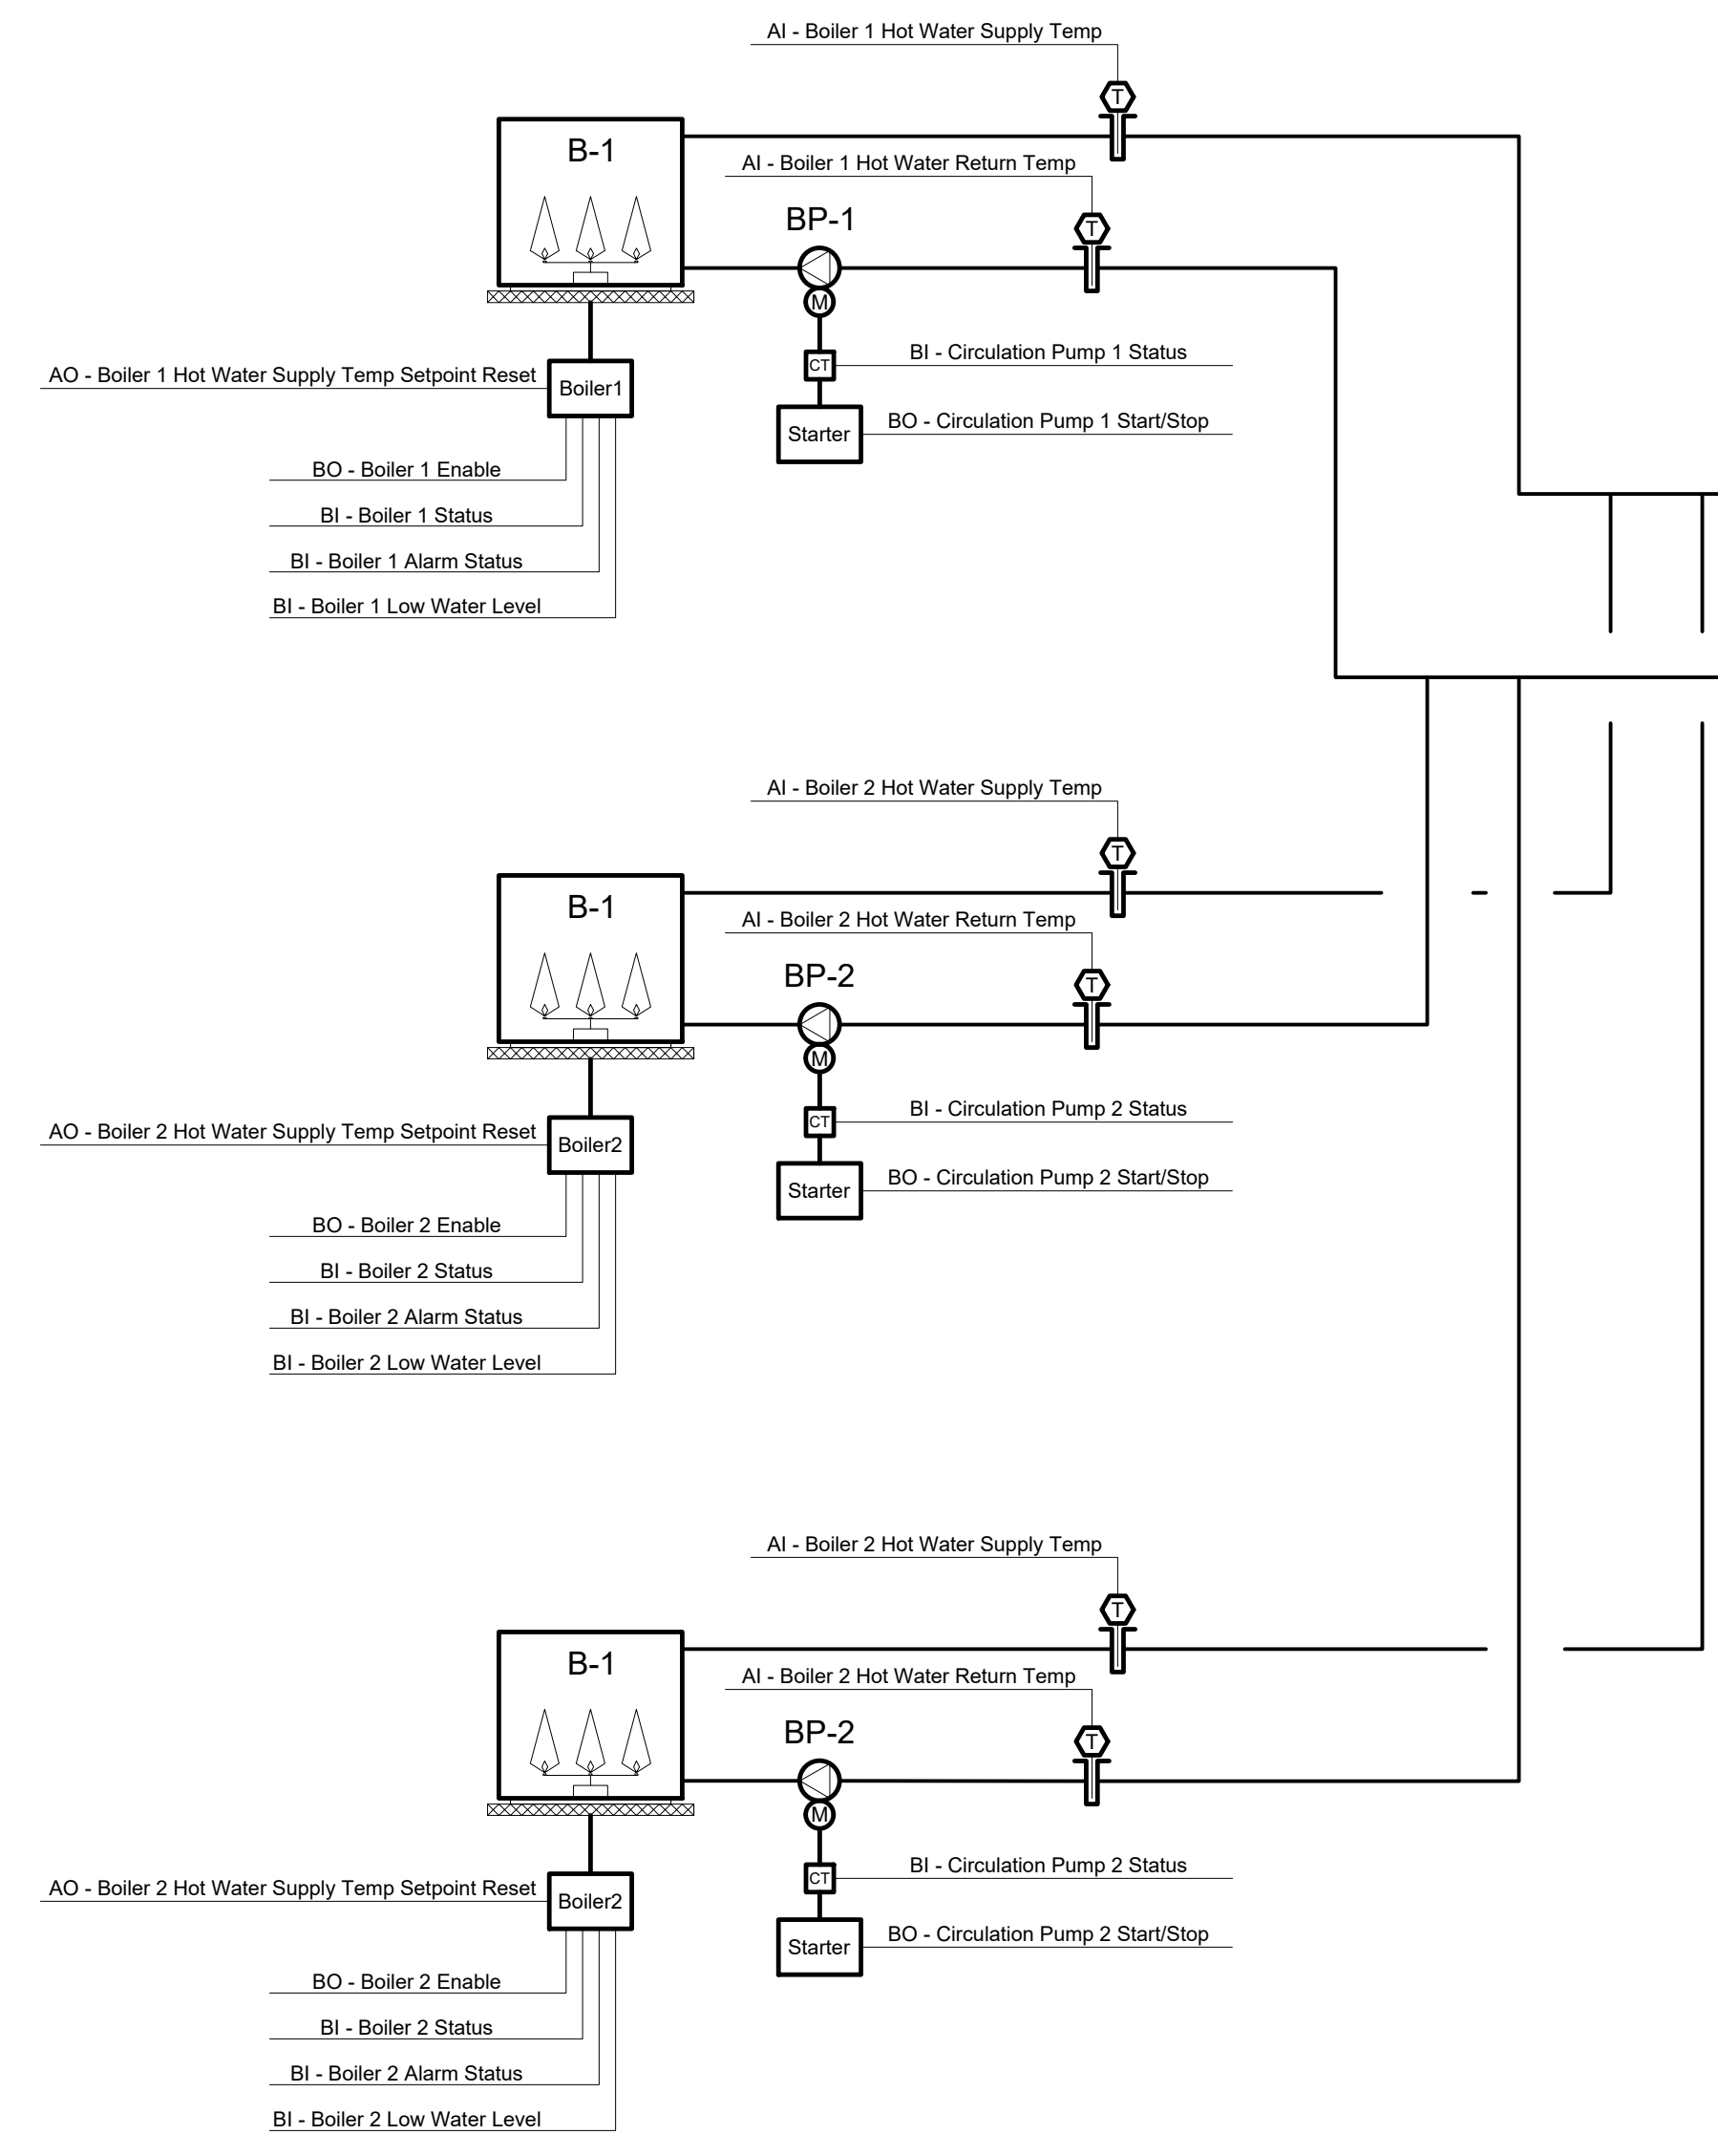 AI - Boiler 1 Hot Water Supply Temp
T
B-1
AI - Boiler 1 Hot Water Return Temp
BP-1
T
M
BI - Circulation Pump 1 Status
CT
AO - Boiler 1 Hot Water Supply Temp Setpoint Reset
Boiler1
BO - Circulation Pump 1 Start/Stop
Starter
BO - Boiler 1 Enable
BI - Boiler 1 Status
BI - Boiler 1 Alarm Status
BI - Boiler 1 Low Water Level
AI - Boiler 2 Hot Water Supply Temp
T
B-1
AI - Boiler 2 Hot Water Return Temp
BP-2
T
M
BI - Circulation Pump 2 Status
CT
AO - Boiler 2 Hot Water Supply Temp Setpoint Reset
Boiler2
BO - Circulation Pump 2 Start/Stop
Starter
BO - Boiler 2 Enable
BI - Boiler 2 Status
BI - Boiler 2 Alarm Status
BI - Boiler 2 Low Water Level
AI - Boiler 2 Hot Water Supply Temp
T
B-1
AI - Boiler 2 Hot Water Return Temp
BP-2
T
M
BI - Circulation Pump 2 Status
CT
AO - Boiler 2 Hot Water Supply Temp Setpoint Reset
Boiler2
BO - Circulation Pump 2 Start/Stop
Starter
BO - Boiler 2 Enable
BI - Boiler 2 Status
BI - Boiler 2 Alarm Status
BI - Boiler 2 Low Water Level